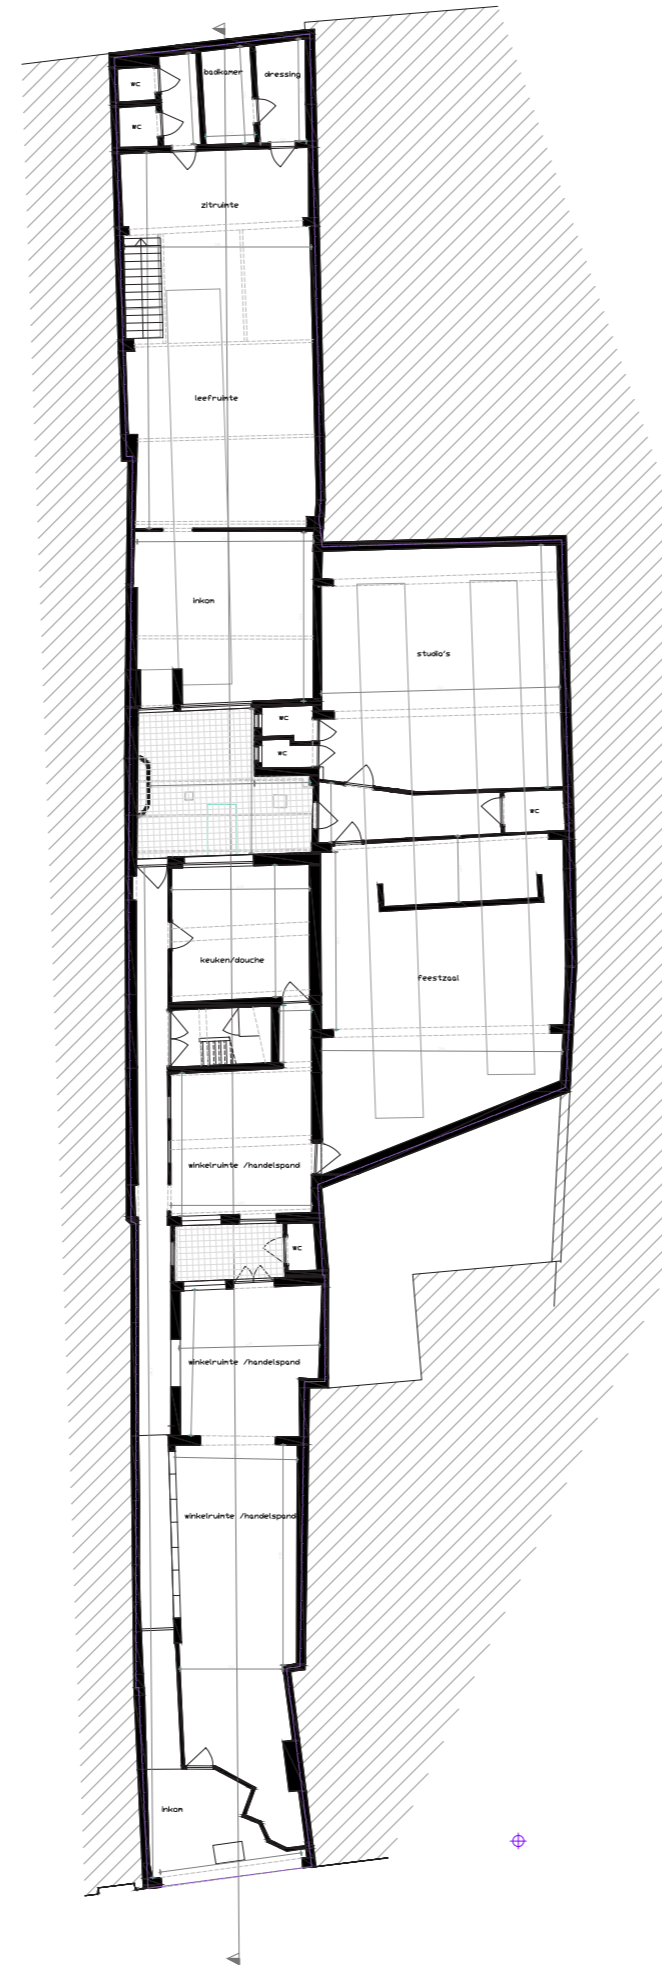 badkamer
dressing
wc
wc
zitruimte
leefruimte
inkom
studio's
wc
wc
wc
keuken/douche
feestzaal
winkelruimte /handelspand
wc
winkelruimte /handelspand
winkelruimte /handelspand
inkom